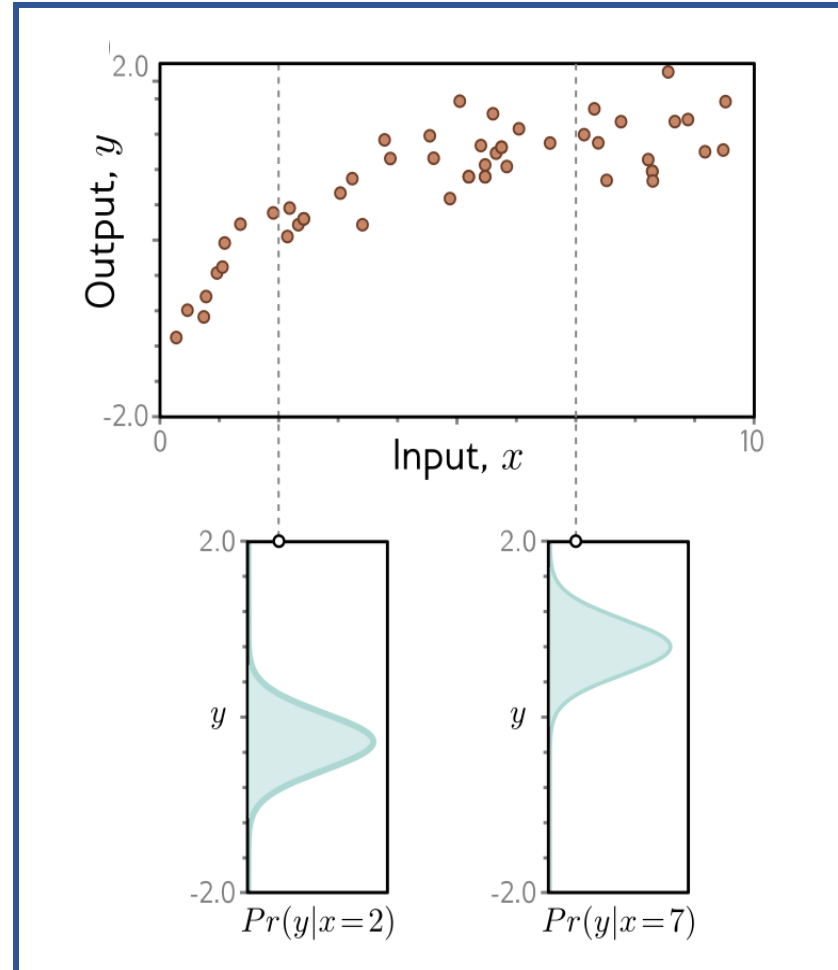 2.0
Output, y
-2.0
0
10
Input, x
2.0
2.0
y
y
-2.0
-2.0
Pr(y|x=2)
Pr(y|x=7)